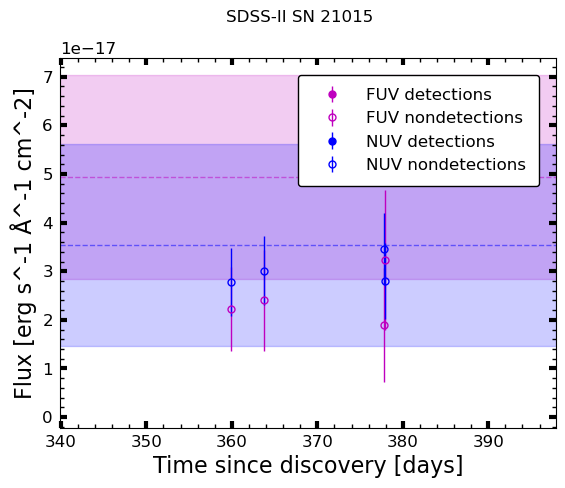 SDSS-II SN 21015
1e−17
7
6
5
4
3
2
1
0
Flux [erg s^-1 Å^-1 cm^-2]
FUV detections
FUV nondetections
NUV detections
NUV nondetections
340 350 360 370 380 390
Time since discovery [days]